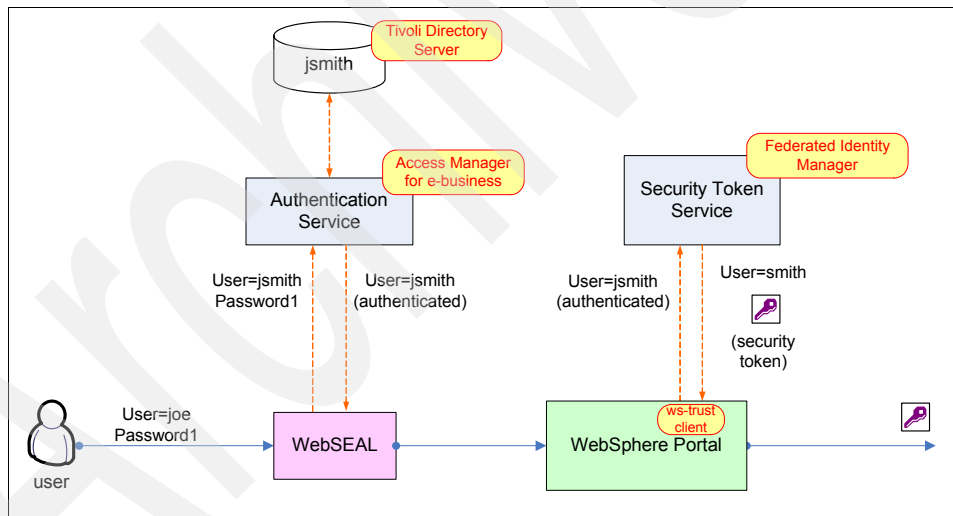 Tivoli Directory
Server
jsmith
Access Manager
for e-business
Authentication
Service
Federated Identity
Manager
Security Token
Service
User=jsmith
Password1
User=jsmith
(authenticated)
User=jsmith
(authenticated)
User=smith
(security
token)
User=joe
Password1
user
WebSEAL
ws-trust
client
WebSphere Portal
Archive